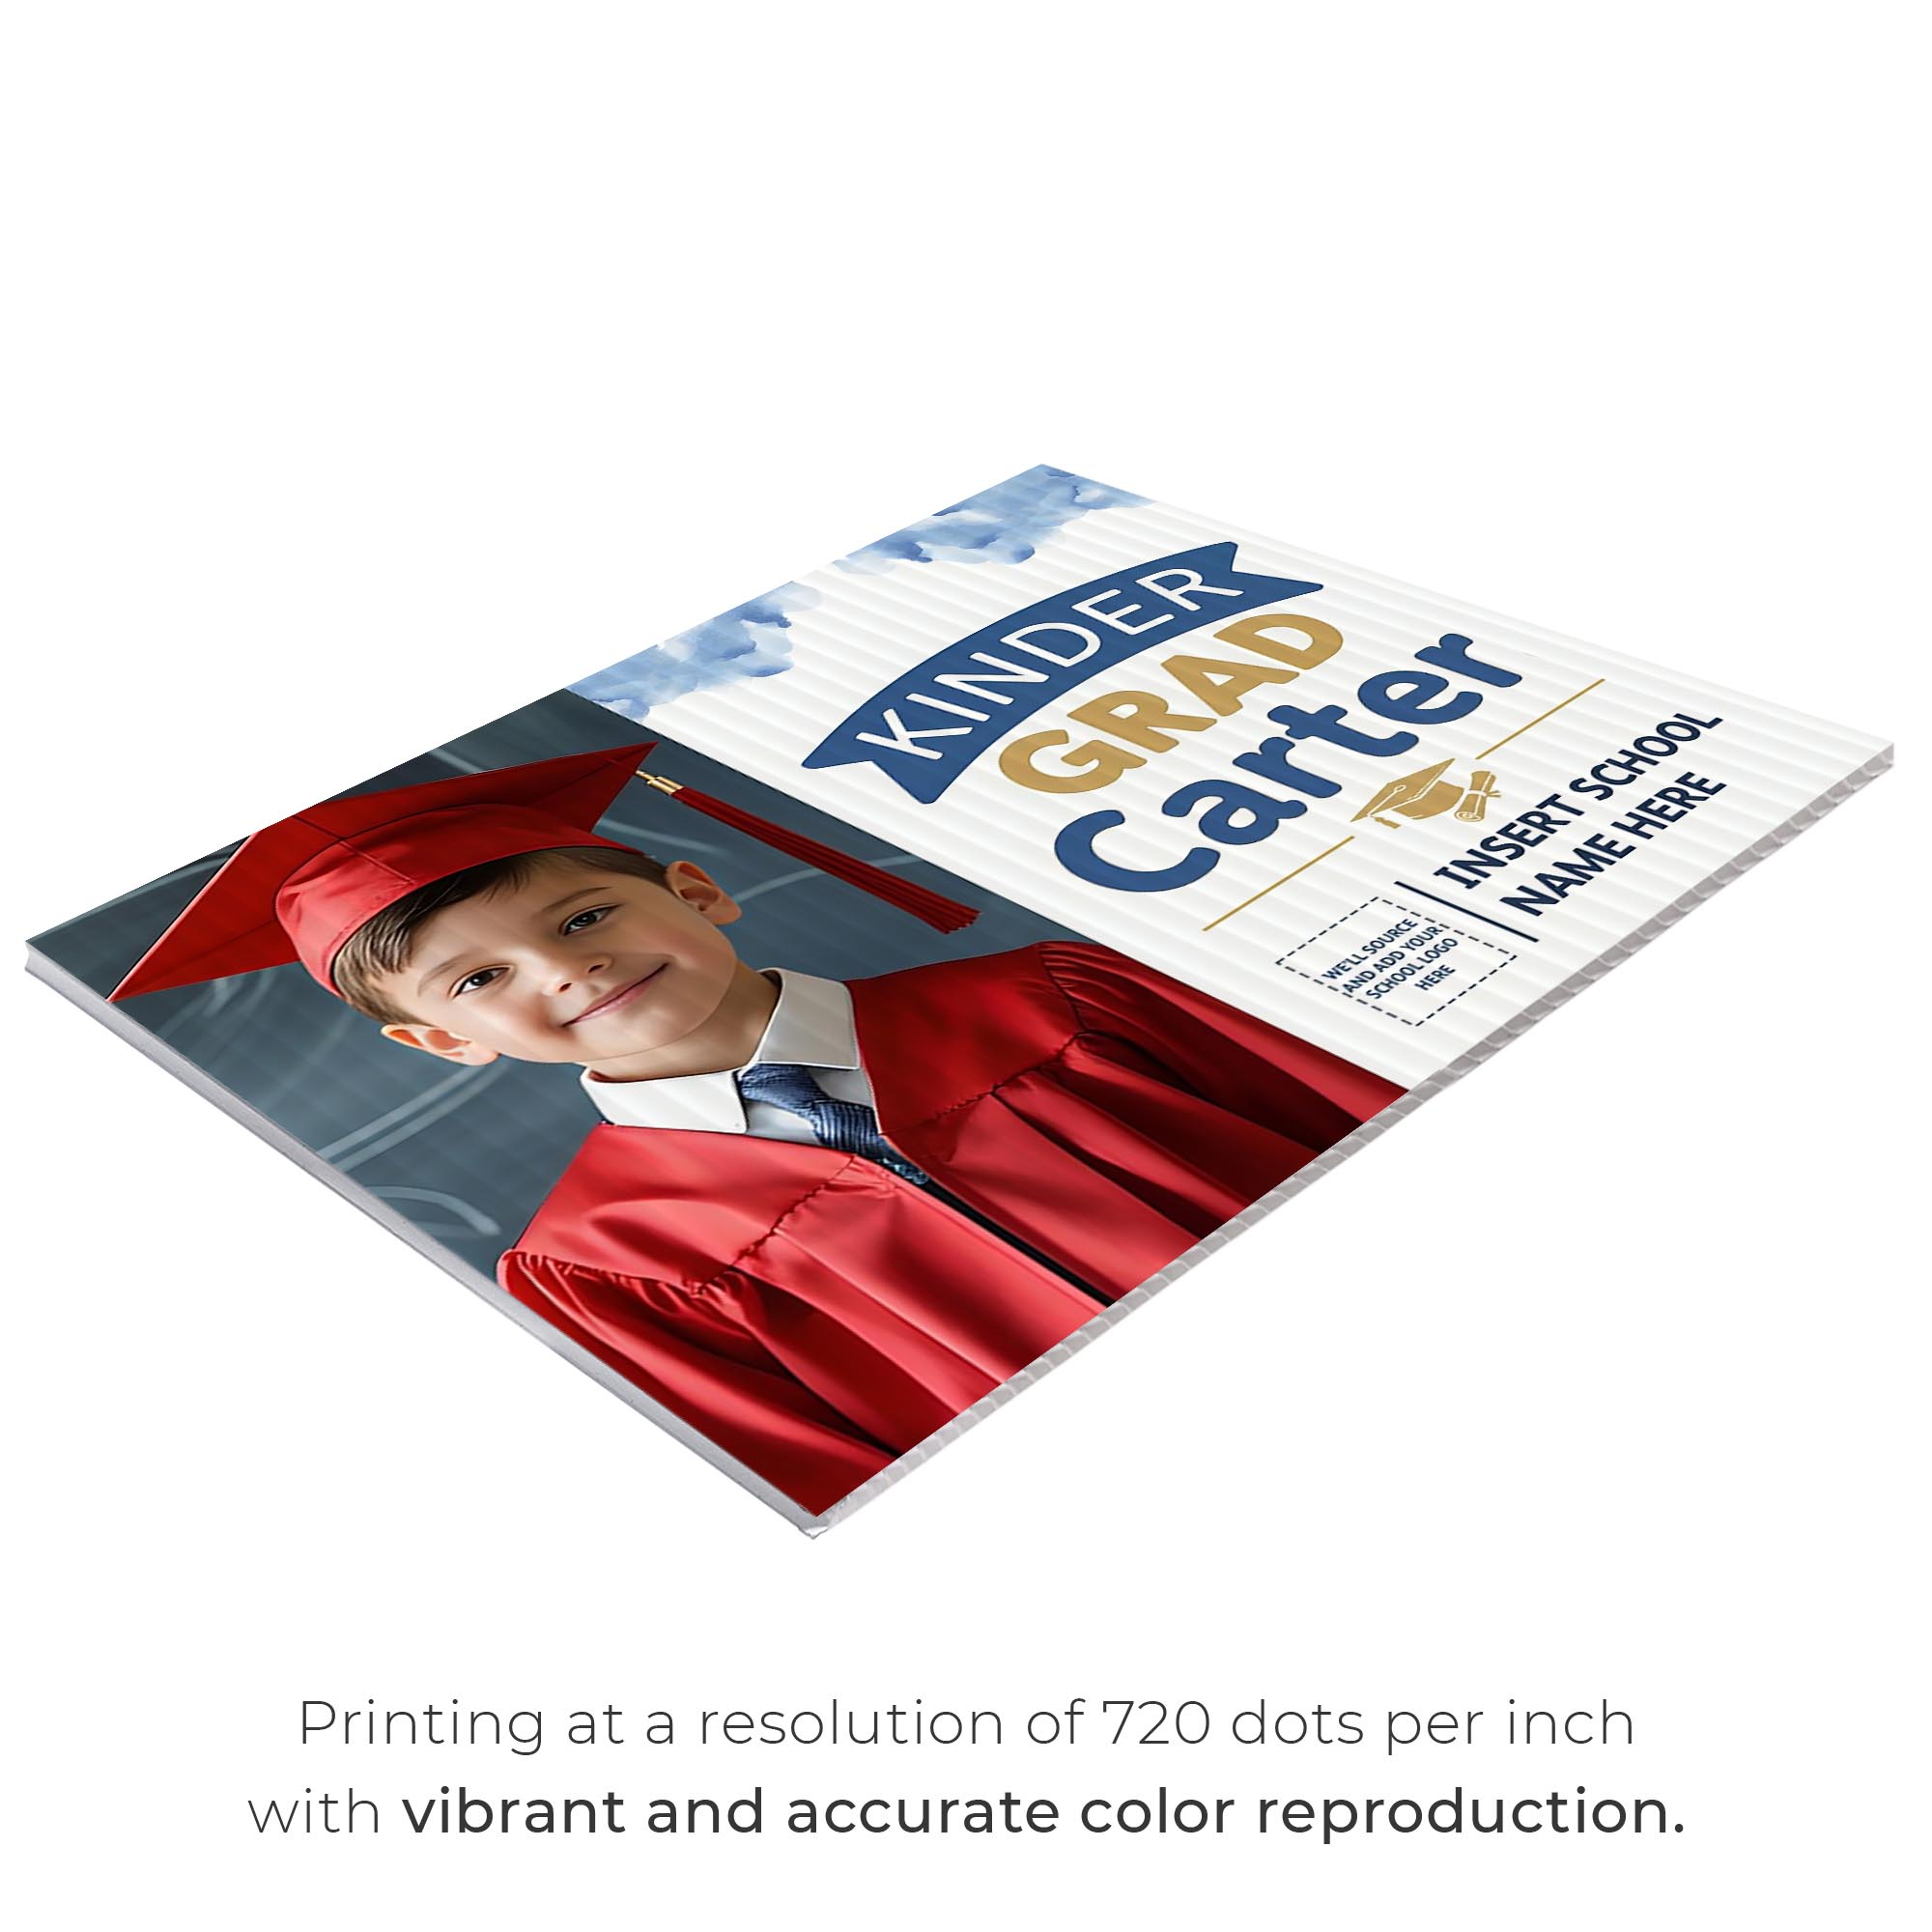 KINDER
GRAD
Carter
INSERT SCHOOL
NAME HERE
WE'LL SOURCE
AND ADD YOUR
SCHOOL LOGO
HERE
Printing at a resolution of 720 dots per inch
with vibrant and accurate color reproduction.